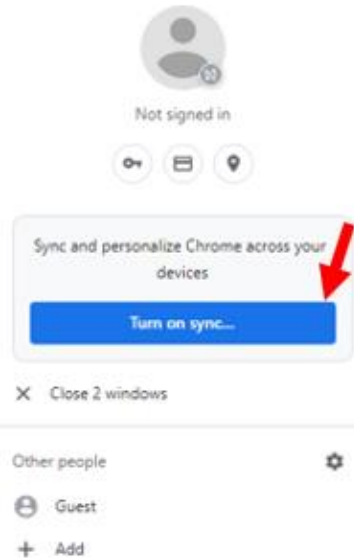 Not signed in
Sync and personalize Chrome across your
devices
Turn on sync...
Close 2 windows
Other people
Guest
Add